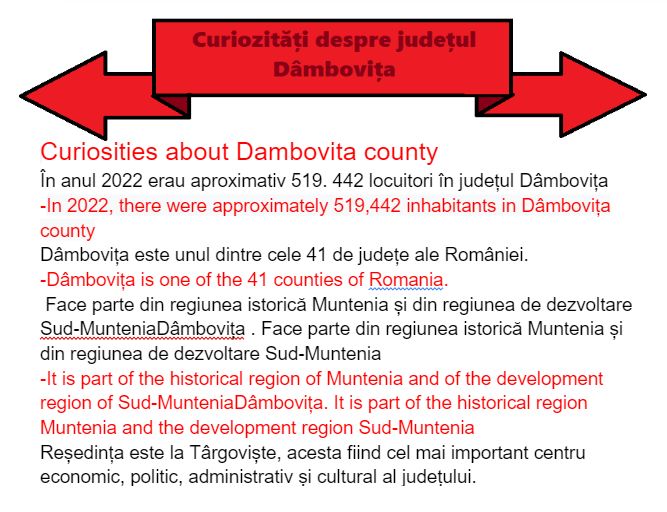 Curiozități despre județul
Dâmbovița
Curiosities about Dambovita county
În anul 2022 erau aproximativ 519. 442 locuitori în județul Dâmbovița
-In 2022, there were approximately 519,442 inhabitants in Dâmbovița
county
Dâmbovița este unul dintre cele 41 de județe ale României.
-Dâmbovița is one of the 41 counties of Romania.
Face parte din regiunea istorică Muntenia și din regiunea de dezvoltare
Sud-MunteniaDâmbovița . Face parte din regiunea istorică Muntenia și
din regiunea de dezvoltare Sud-Muntenia
-It is part of the historical region of Muntenia and of the development
region of Sud-MunteniaDâmbovița. It is part of the historical region
Muntenia and the development region Sud-Muntenia
Reședința este la Târgoviște, acesta fiind cel mai important centru
economic, politic, administrativ și cultural al județului.